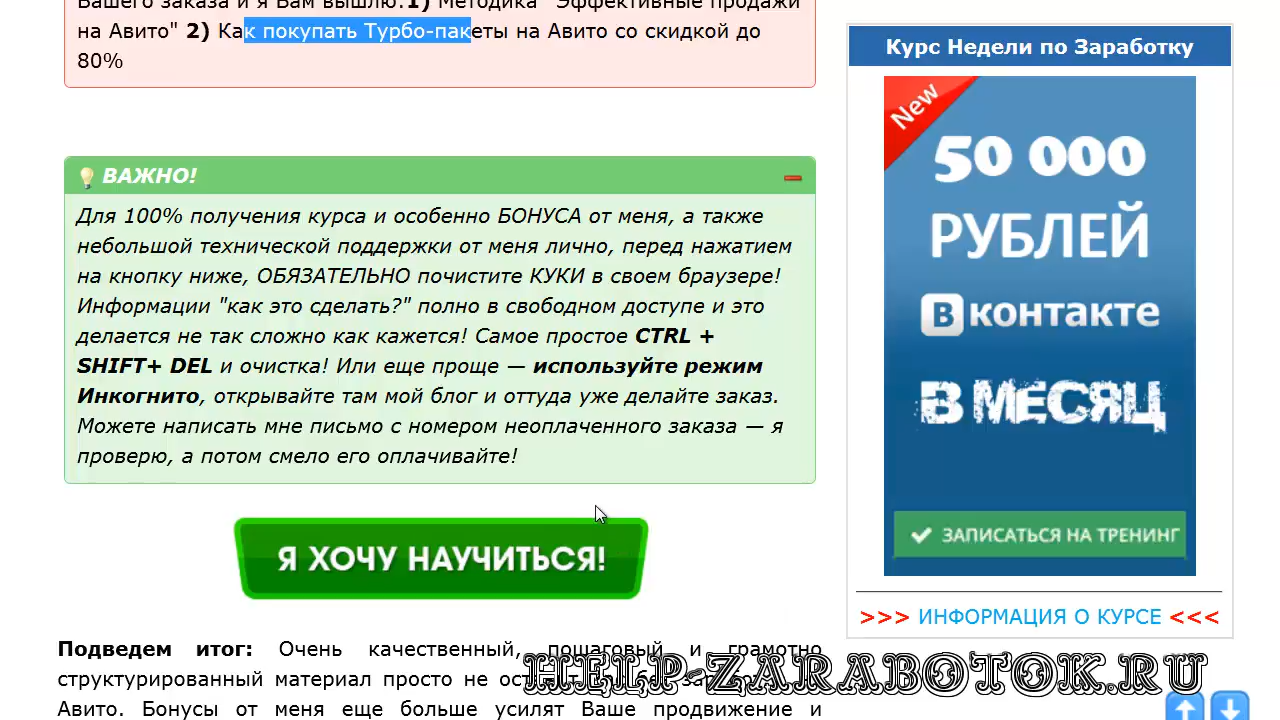 Вашего заказа и я Вам вышлю:1) Методика "Эффективные продажи
на Авито" 2) Как покупать Турбо-пакеты на Авито со скидкой до
80%
ВАЖНО!
Для 100% получения курса и особенно БОНУСА от меня, а также
небольшой технической поддержки от меня лично, перед нажатием
на кнопку ниже, ОБЯЗАТЕЛЬНО почистите КУКИ в своем браузере!
Информации "как это сделать?" полно в свободном доступе и это
делается не так сложно как кажется! Самое простое CTRL +
SHIFT+ DEL и очистка! Или еще проще — используйте режим
Инкогнито, открывайте там мой блог и оттуда уже делайте заказ.
Можете написать мне письмо с номером неоплаченного заказа — я
проверю, а потом смело его оплачивайте!
Я ХОЧУ НАУЧИТЬСЯ!
Подведем итог: Очень качественный, пошаговый и грамотно
структурированный материал просто не
Авито. Бонусы от меня еще больше усилят Ваше продвижение и
Курс Недели по Заработку
New
50 000
РУБЛЕЙ
В контакте
В МЕСЯЦ
ЗАПИСАТЬСЯ НА ТРЕНИНГ
>>> ИНФОРМАЦИЯ О КУРСЕ <<<
HELP-ZARABOTOK.RU